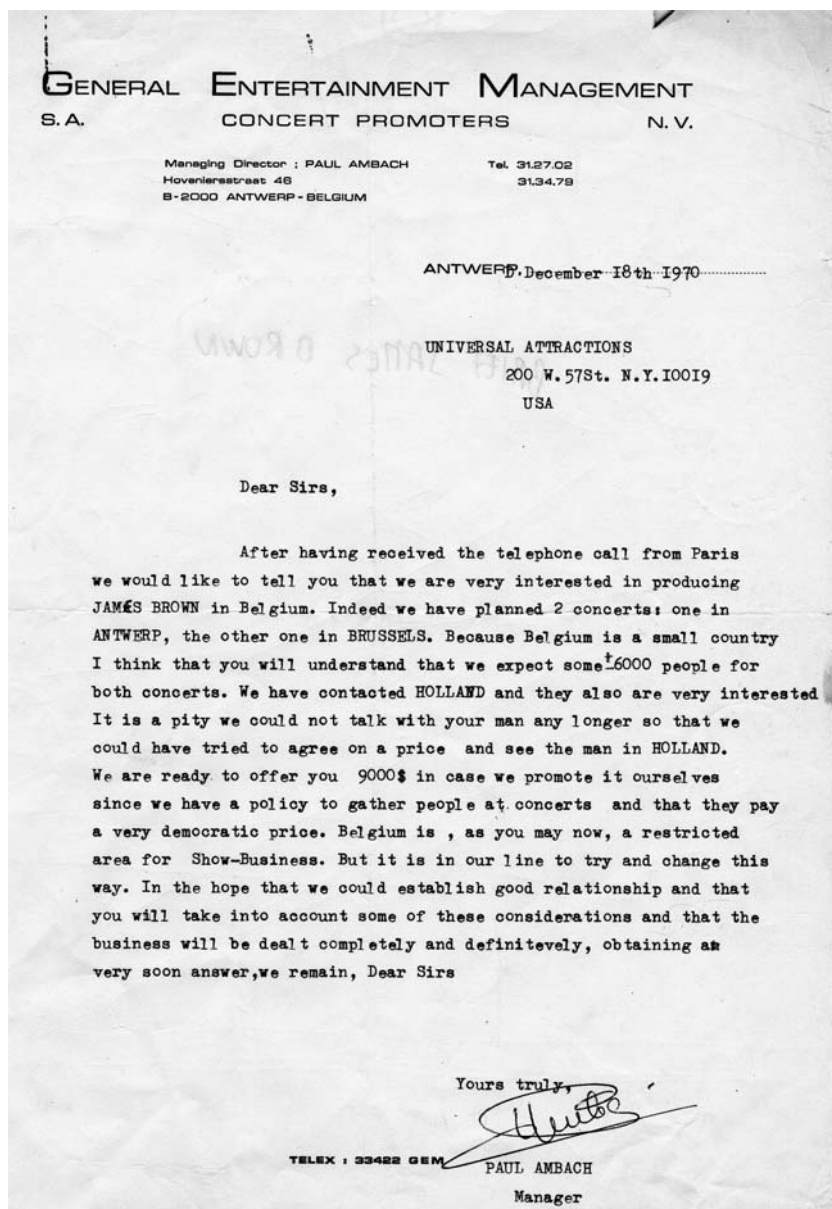 GENERAL ENTERTAINMENT MANAGEMENT
S.A. CONCERT PROMOTERS N.V.
Managing Director : PAUL AMBACH Tel. 31.27.02
Hoveniersstraat 46 31.34.79
B-2000 ANTWERP - BELGIUM
ANTWERP. December I8th I970
JAMES BROWN
UNIVERSAL ATTRACTIONS
200 W.57St. N.Y.I00I9
USA
Dear Sirs,
After having received the telephone call from Paris
we would like to tell you that we are very interested in producing
JAMES BROWN in Belgium. Indeed we have planned 2 concerts: one in
ANTWERP, the other one in BRUSSELS. Because Belgium is a small country
I think that you will understand that we expect some ±6000 people for
both concerts. We have contacted HOLLAND and they also are very interested
It is a pity we could not talk with your man any longer so that we
could have tried to agree on a price and see the man in HOLLAND.
We are ready to offer you 9000$ in case we promote it ourselves
since we have a policy to gather people at concerts and that they pay
a very democratic price. Belgium is , as you may now, a restricted
area for Show-Business. But it is in our line to try and change this
way. In the hope that we could establish good relationship and that
you will take into account some of these considerations and that the
business will be dealt completely and definitevely, obtaining a
very soon answer,we remain, Dear Sirs
Yours truly,
TELEX : 33422 GEM
PAUL AMBACH
Manager